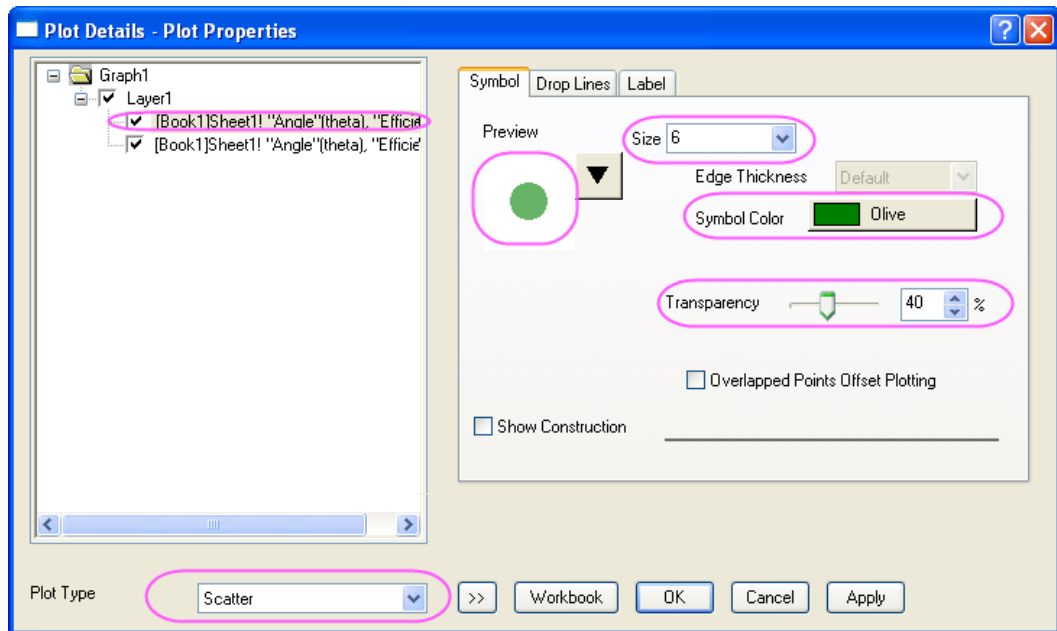 Plot Details - Plot Properties
Graph1
Layer1
[Book1]Sheet1! "Angle"(theta), "Efficie
[Book1]Sheet1! "Angle"(theta), "Efficie
Symbol Drop Lines Label
Preview
Size 6
Edge Thickness Default
Symbol Color Olive
Transparency 40 %
Overlapped Points Offset Plotting
Show Construction
Plot Type Scatter >> Workbook OK Cancel Apply